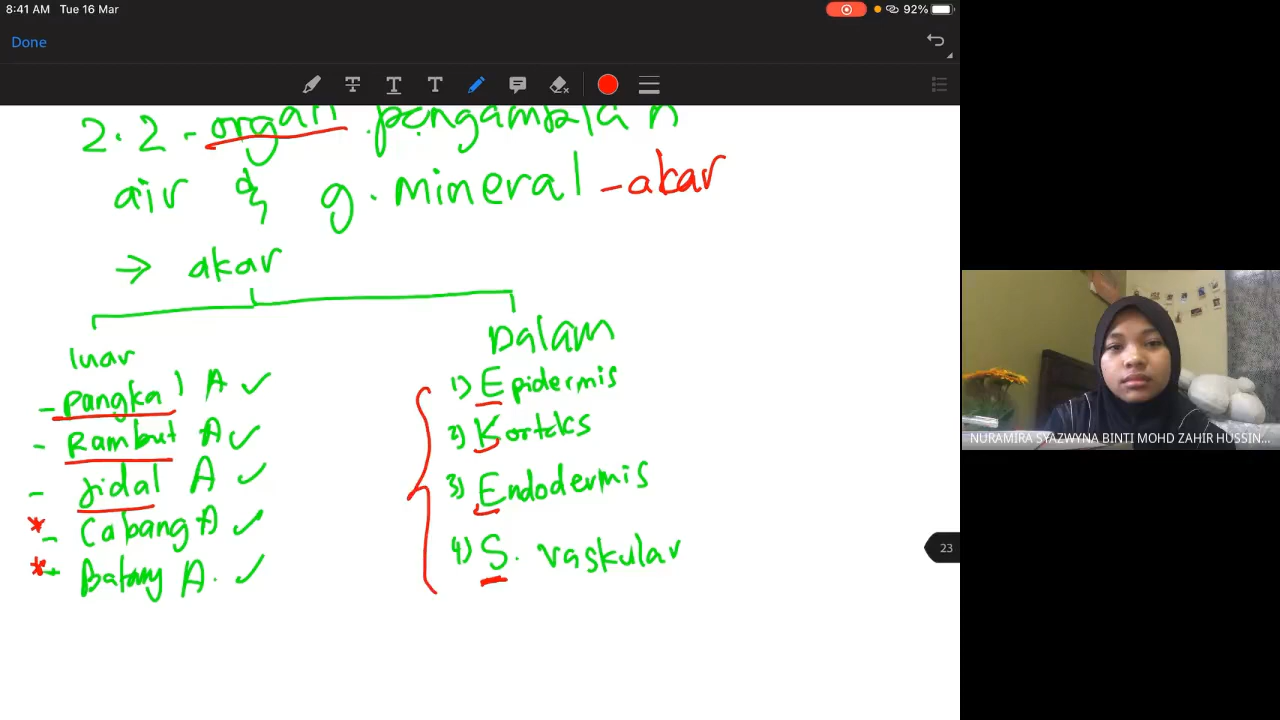 8:41 AM Tue 16 Mar
92%
Done
T T T
2.2 - organ pengambilan
air & g. mineral - akar
→ akar
luar
Dalam
- pangkal A ✓
- Rambut A ✓
- Jidal A ✓
* - Cabang A ✓
* - Batang A. ✓
1) Epidermis
2) Korteks
3) Endodermis
4) S. vaskular
NURAMIRA SYAZWYNA BINTI MOHD ZAHIR HUSSIN...
23